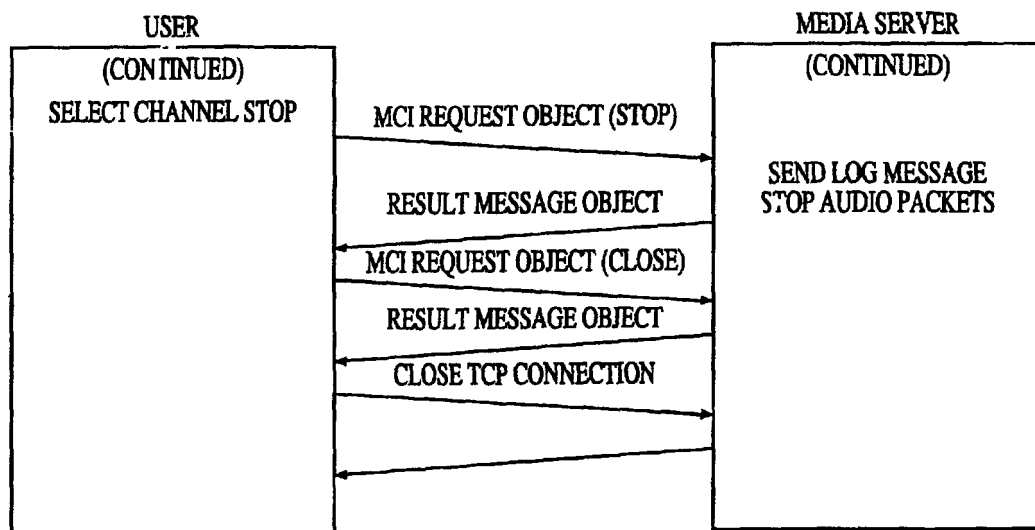 USER
MEDIA SERVER
(CONTINUED)
(CONTINUED)
SELECT CHANNEL STOP
MCI REQUEST OBJECT (STOP)
SEND LOG MESSAGE
STOP AUDIO PACKETS
RESULT MESSAGE OBJECT
MCI REQUEST OBJECT (CLOSE)
RESULT MESSAGE OBJECT
CLOSE TCP CONNECTION